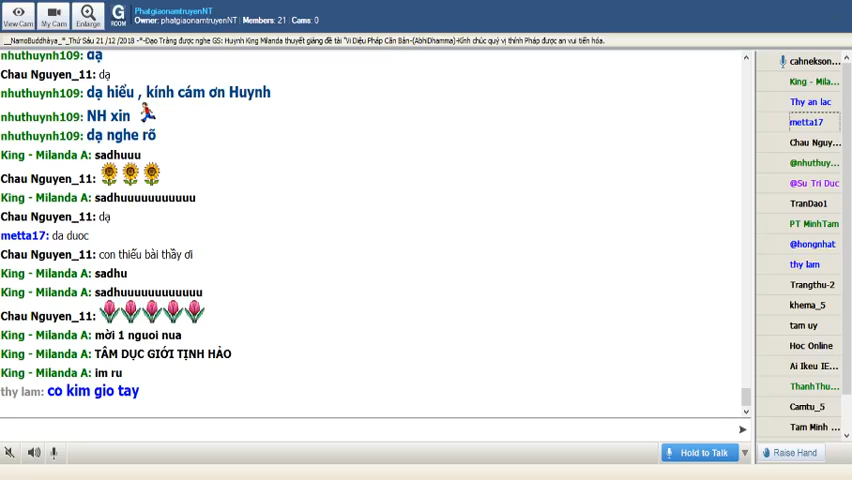 PhatgiaonamtruyenNT
Owner: phatgiaonamtruyenNT | Members: 21 | Cams: 0
View Cam
My Cam
Enlarge
G
ROOM
__NamoBuddhàya_*_Thứ Sáu 21 /12 /2018 -*-Đạo Tràng được nghe GS: Huynh King Milanda thuyết giảng đề tài "Vi Diệu Pháp Căn Bản-(AbhiDhamma)-Kính chúc quý vị thính Pháp được an vui tiến hóa.
nhuthuynh109: dạ
Chau Nguyen_11: dạ
nhuthuynh109: dạ hiểu , kính cám ơn Huynh
nhuthuynh109: NH xin
nhuthuynh109: dạ nghe rõ
King - Milanda A: sadhuuu
Chau Nguyen_11:
King - Milanda A: sadhuuuuuuuuuuu
Chau Nguyen_11: dạ
metta17: da duoc
Chau Nguyen_11: con thiếu bài thầy ơi
King - Milanda A: sadhu
King - Milanda A: sadhuuuuuuuuuuuu
Chau Nguyen_11:
King - Milanda A: mời 1 nguoi nua
King - Milanda A: TÂM DỤC GIỚI TỊNH HẢO
King - Milanda A: im ru
thy lam: co kim gio tay
cahnekson...
King - Mila...
Thy an lac
metta17
Chau Nguy...
@nhuthuy...
@Su Tri Duc
TranDao1
PT MinhTam
@hongnhat
thy lam
Trangthu-2
khema_5
tam uy
Hoc Online
Ai Ikeu IE...
ThanhThu...
Camtu_5
Tam Minh ...
Hold to Talk
Raise Hand